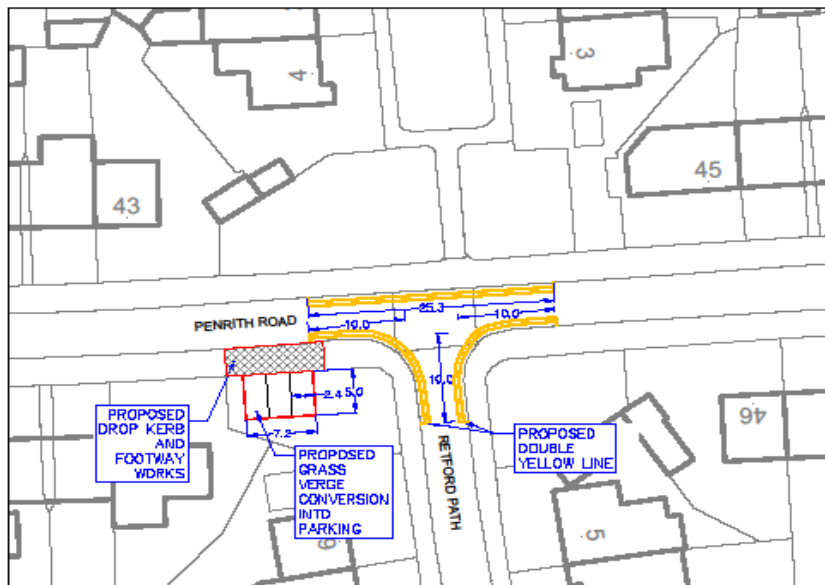 4
3
43
45
25.3
10.0
10.0
PENRITH ROAD
10.0
2.4
5.0
7.2
PROPOSED
DROP KERB
AND
FOOTWAY
WORKS
PROPOSED
GRASS
VERGE
CONVERSION
INTO
PARKING
PROPOSED
DOUBLE
YELLOW LINE
RETFORD PATH
46
5